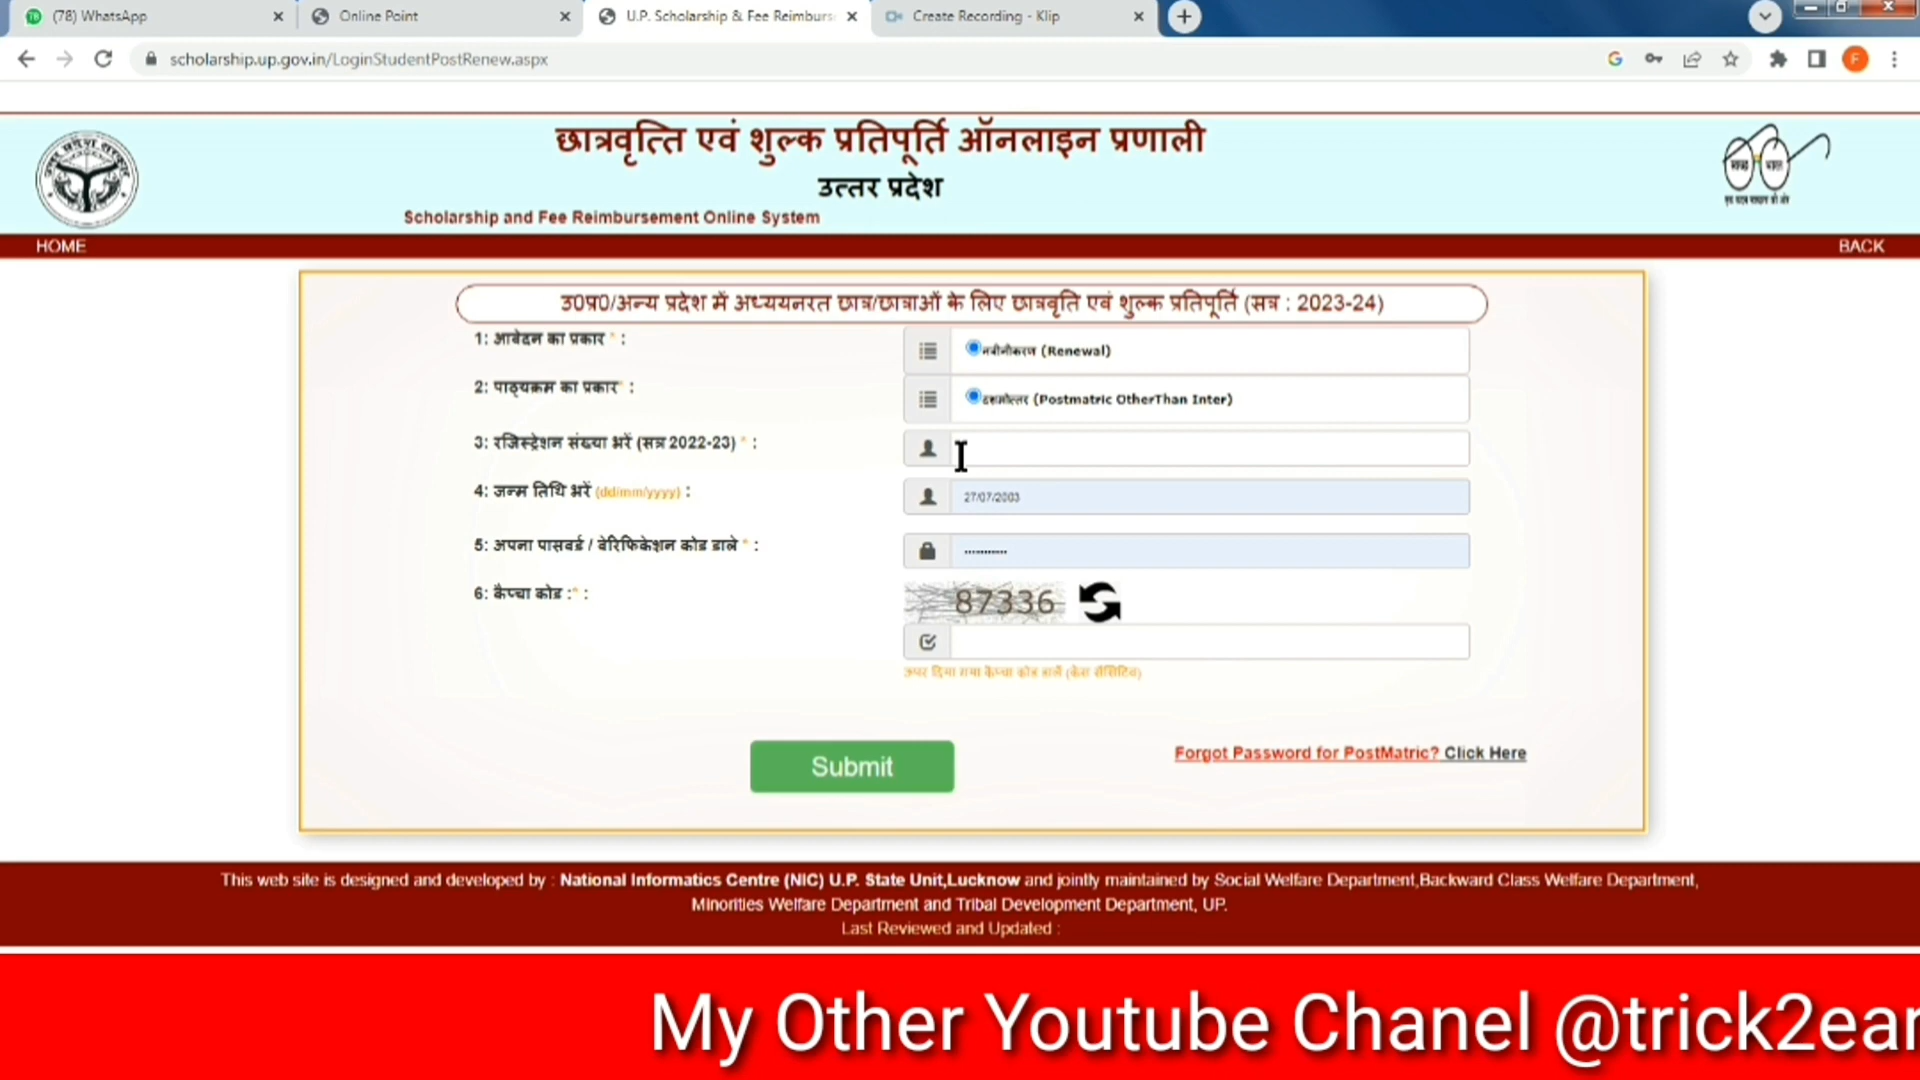 (78) WhatsApp
Online Point
U.P. Scholarship & Fee Reimburs
Create Recording - Klip
scholarship.up.gov.in/LoginStudentPostRenew.aspx
छात्रवृत्ति एवं शुल्क प्रतिपूर्ति ऑनलाइन प्रणाली
उत्तर प्रदेश
Scholarship and Fee Reimbursement Online System
HOME
BACK
उ0प्र0/अन्य प्रदेश में अध्ययनरत छात्र/छात्राओं के लिए छात्रवृति एवं शुल्क प्रतिपूर्ति (सत्र : 2023-24)
1: आवेदन का प्रकार * :
नवीनीकरण (Renewal)
2: पाठ्यक्रम का प्रकार* :
दशमोत्तर (Postmatric OtherThan Inter)
3: रजिस्ट्रेशन संख्या भरें (सत्र 2022-23) * :
4: जन्म तिथि भरें (dd/mm/yyyy) :
27/07/2003
5: अपना पासवर्ड / वेरिफिकेशन कोड डाले * :
6: कैप्चा कोड :* :
87336
ऊपर दिया गया कैप्चा कोड डालें (केस सेंसिटिव)
Submit
Forgot Password for PostMatric? Click Here
This web site is designed and developed by : National Informatics Centre (NIC) U.P. State Unit,Lucknow and jointly maintained by Social Welfare Department,Backward Class Welfare Department,
Minorities Welfare Department and Tribal Development Department, UP.
Last Reviewed and Updated :
My Other Youtube Chanel @trick2ear